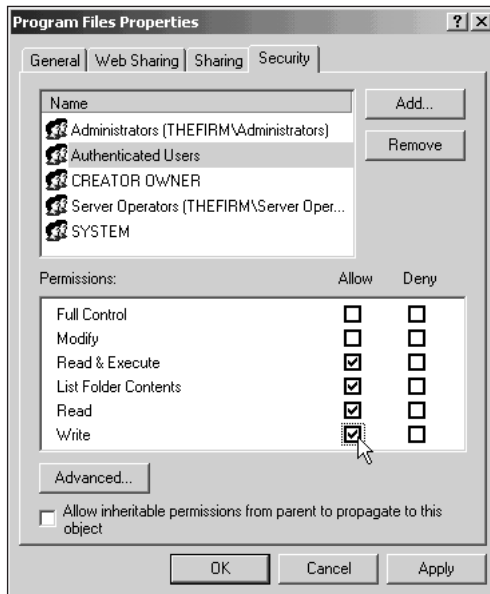 Program Files Properties
General Web Sharing Sharing Security
Name
Add...
Administrators (THEFIRM\Administrators)
Authenticated Users
Remove
CREATOR OWNER
Server Operators (THEFIRM\Server Oper...
SYSTEM
Permissions: Allow Deny
Full Control
Modify
Read & Execute
List Folder Contents
Read
Write
Advanced...
Allow inheritable permissions from parent to propagate to this
object
OK Cancel Apply